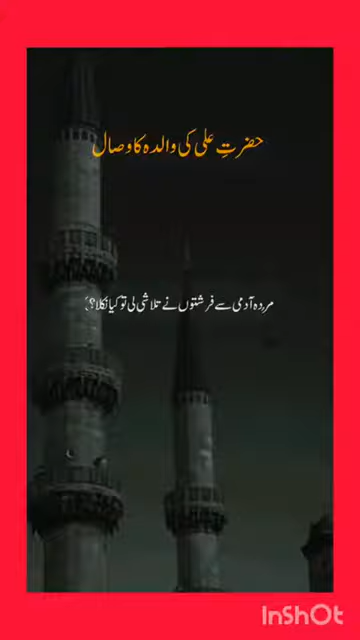 حضرتِ علی کی والدہ کا وصال
مردہ آدمی سے فرشتوں نے تلاشی لی تو کیا نکلا؟
InShOt